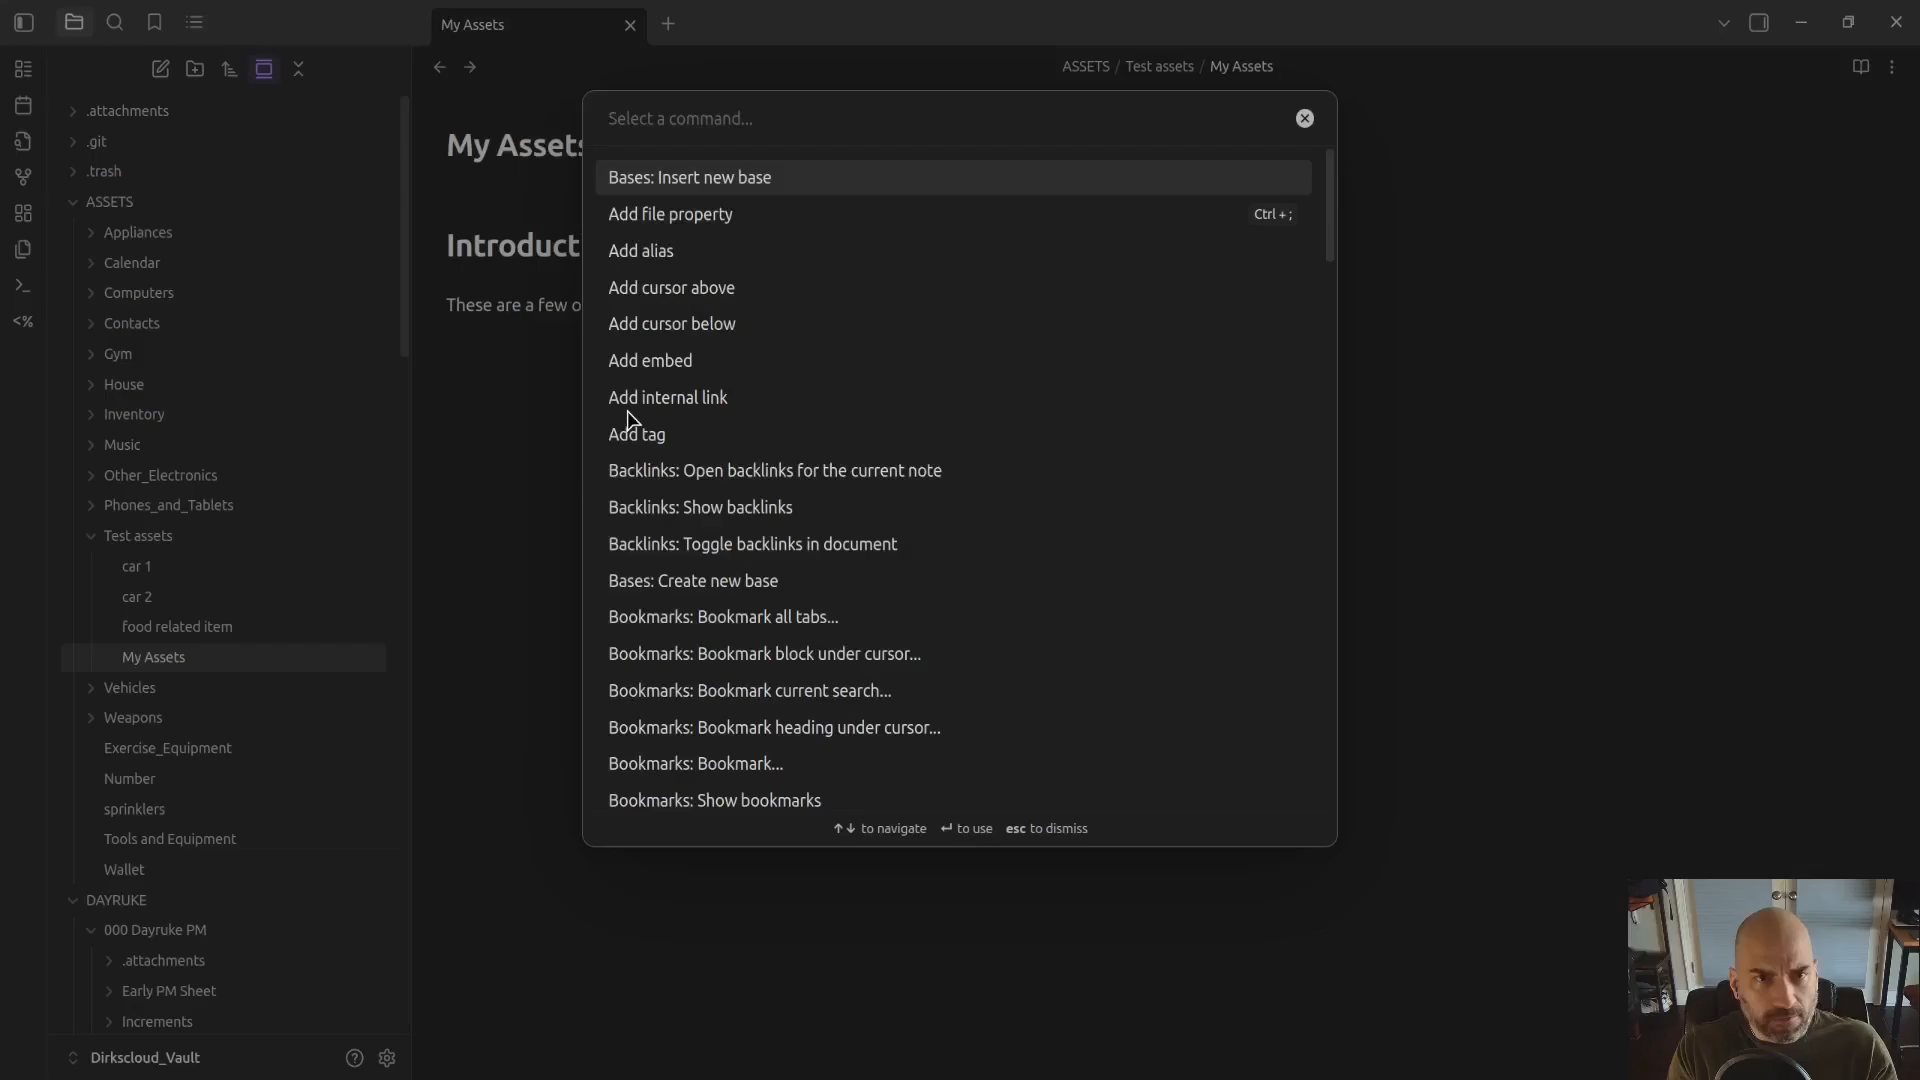 My Assets
ASSETS / Test assets / My Assets
.attachments
.git
.trash
ASSETS
Appliances
Calendar
Computers
Contacts
Gym
House
Inventory
Music
Other_Electronics
Phones_and_Tablets
Test assets
car 1
car 2
food related item
My Assets
Vehicles
Weapons
Exercise_Equipment
Number
sprinklers
Tools and Equipment
Wallet
DAYRUKE
000 Dayruke PM
.attachments
Early PM Sheet
Increments
Dirkscloud_Vault
<%
My Assets
Introduct
These are a few o
Select a command...
Bases: Insert new base
Add file property Ctrl + ;
Add alias
Add cursor above
Add cursor below
Add embed
Add internal link
Add tag
Backlinks: Open backlinks for the current note
Backlinks: Show backlinks
Backlinks: Toggle backlinks in document
Bases: Create new base
Bookmarks: Bookmark all tabs...
Bookmarks: Bookmark block under cursor...
Bookmarks: Bookmark current search...
Bookmarks: Bookmark heading under cursor...
Bookmarks: Bookmark...
Bookmarks: Show bookmarks
↑↓ to navigate ↵ to use esc to dismiss